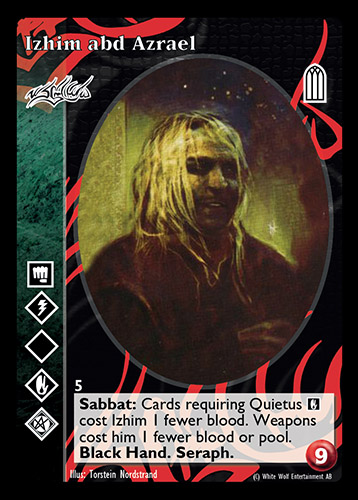 Izhim abd Azrael
5
Sabbat: Cards requiring Quietus
cost Izhim 1 fewer blood. Weapons
cost him 1 fewer blood or pool.
Black Hand. Seraph.
9
Illus: Torstein Nordstrand (C) White Wolf Entertainment AB